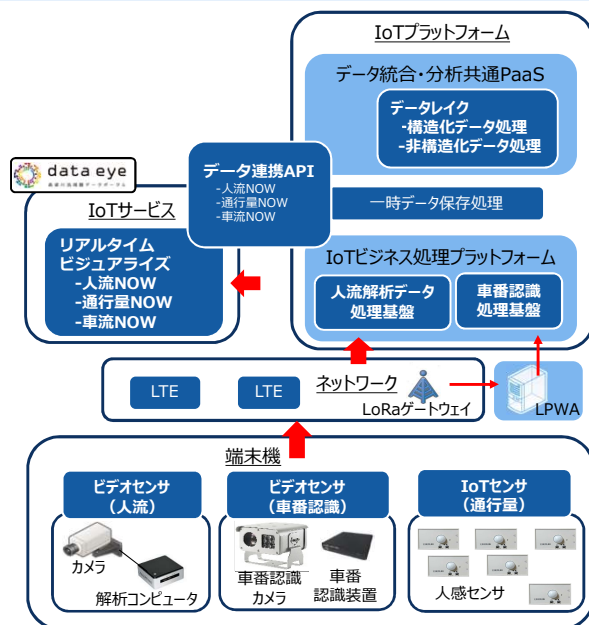 IoTプラットフォーム
データ統合・分析共通PaaS
データレイク
-構造化データ処理
-非構造化データ処理
データ連携API
-人流NOW
-通行量NOW
-車流NOW
一時データ保存処理
data eye
IoTサービス
リアルタイム
ビジュアライズ
-人流NOW
-通行量NOW
-車流NOW
IoTビジネス処理プラットフォーム
人流解析データ
処理基盤
車番認識
処理基盤
LTE
LTE
ネットワーク
LoRaゲートウェイ
LPWA
端末機
ビデオセンサ
(人流)
カメラ
解析コンピュータ
ビデオセンサ
(車番認識)
車番認識
カメラ
車番
認識装置
IoTセンサ
(通行量)
人感センサ